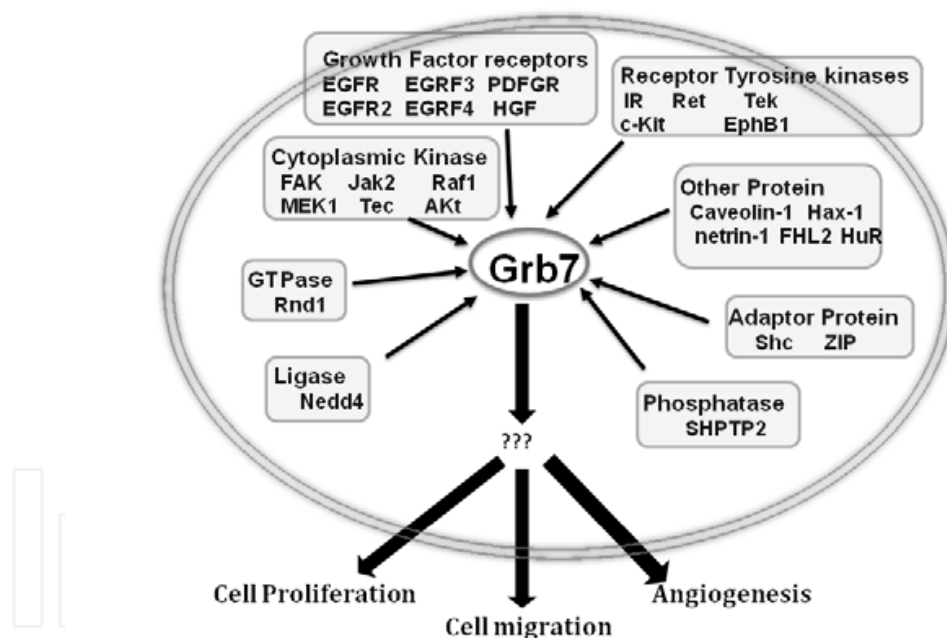 Growth Factor receptors
EGFR EGRF3 PDFGR
EGFR2 EGRF4 HGF
Receptor Tyrosine kinases
IR Ret Tek
c-Kit EphB1
Cytoplasmic Kinase
FAK Jak2 Raf1
MEK1 Tec AKt
Other Protein
Caveolin-1 Hax-1
netrin-1 FHL2 HuR
Grb7
GTPase
Rnd1
Adaptor Protein
Shc ZIP
Ligase
Nedd4
Phosphatase
SHPTP2
???
Cell Proliferation
Angiogenesis
Cell migration